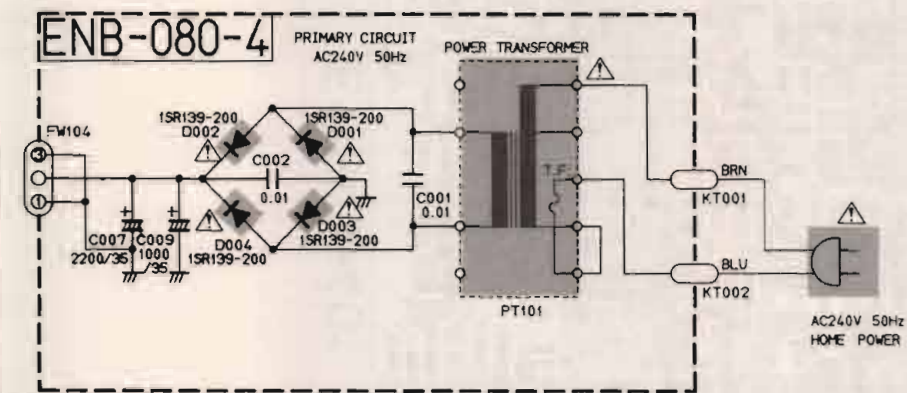 ENB-080-4
PRIMARY CIRCUIT
AC240V 50Hz
POWER TRANSFORMER
FW104
3
1
1SR139-200
D002
1SR139-200
D001
C002
0.01
C001
0.01
C007
2200/35
C009
1000
/35
D004
1SR139-200
D003
1SR139-200
T.F
PT101
BRN
KT001
BLU
KT002
AC240V 50Hz
HOME POWER